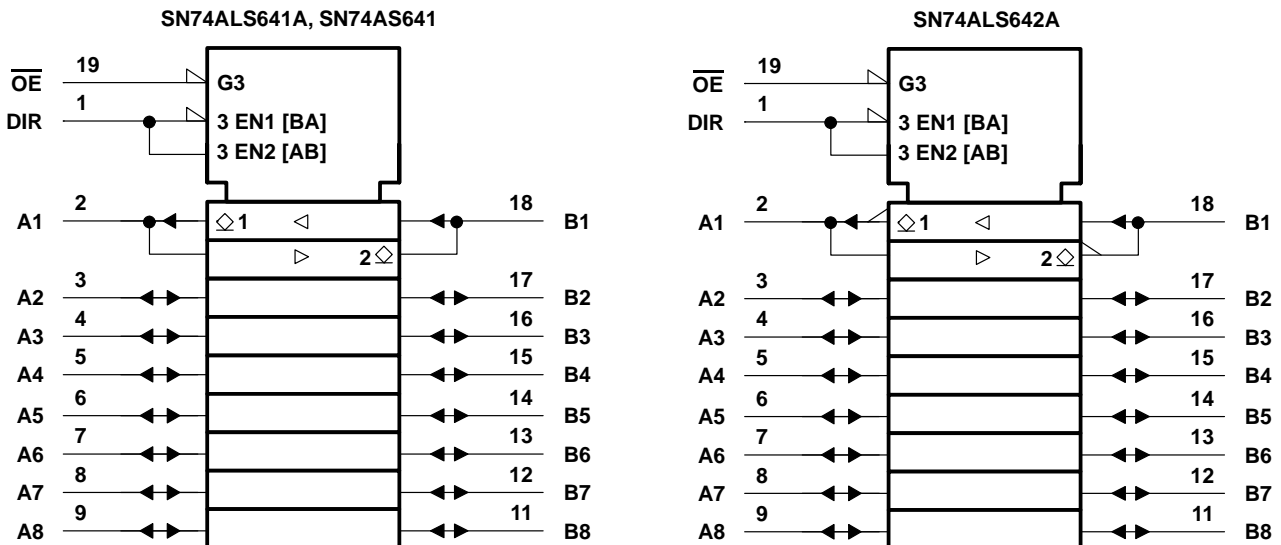 SN74ALS641A, SN74AS641
OE 19 G3
DIR 1 3 EN1 [BA]
3 EN2 [AB]
A1 2 1 18 B1
2
A2 3 17 B2
A3 4 16 B3
A4 5 15 B4
A5 6 14 B5
A6 7 13 B6
A7 8 12 B7
A8 9 11 B8
SN74ALS642A
OE 19 G3
DIR 1 3 EN1 [BA]
3 EN2 [AB]
A1 2 1 18 B1
2
A2 3 17 B2
A3 4 16 B3
A4 5 15 B4
A5 6 14 B5
A6 7 13 B6
A7 8 12 B7
A8 9 11 B8